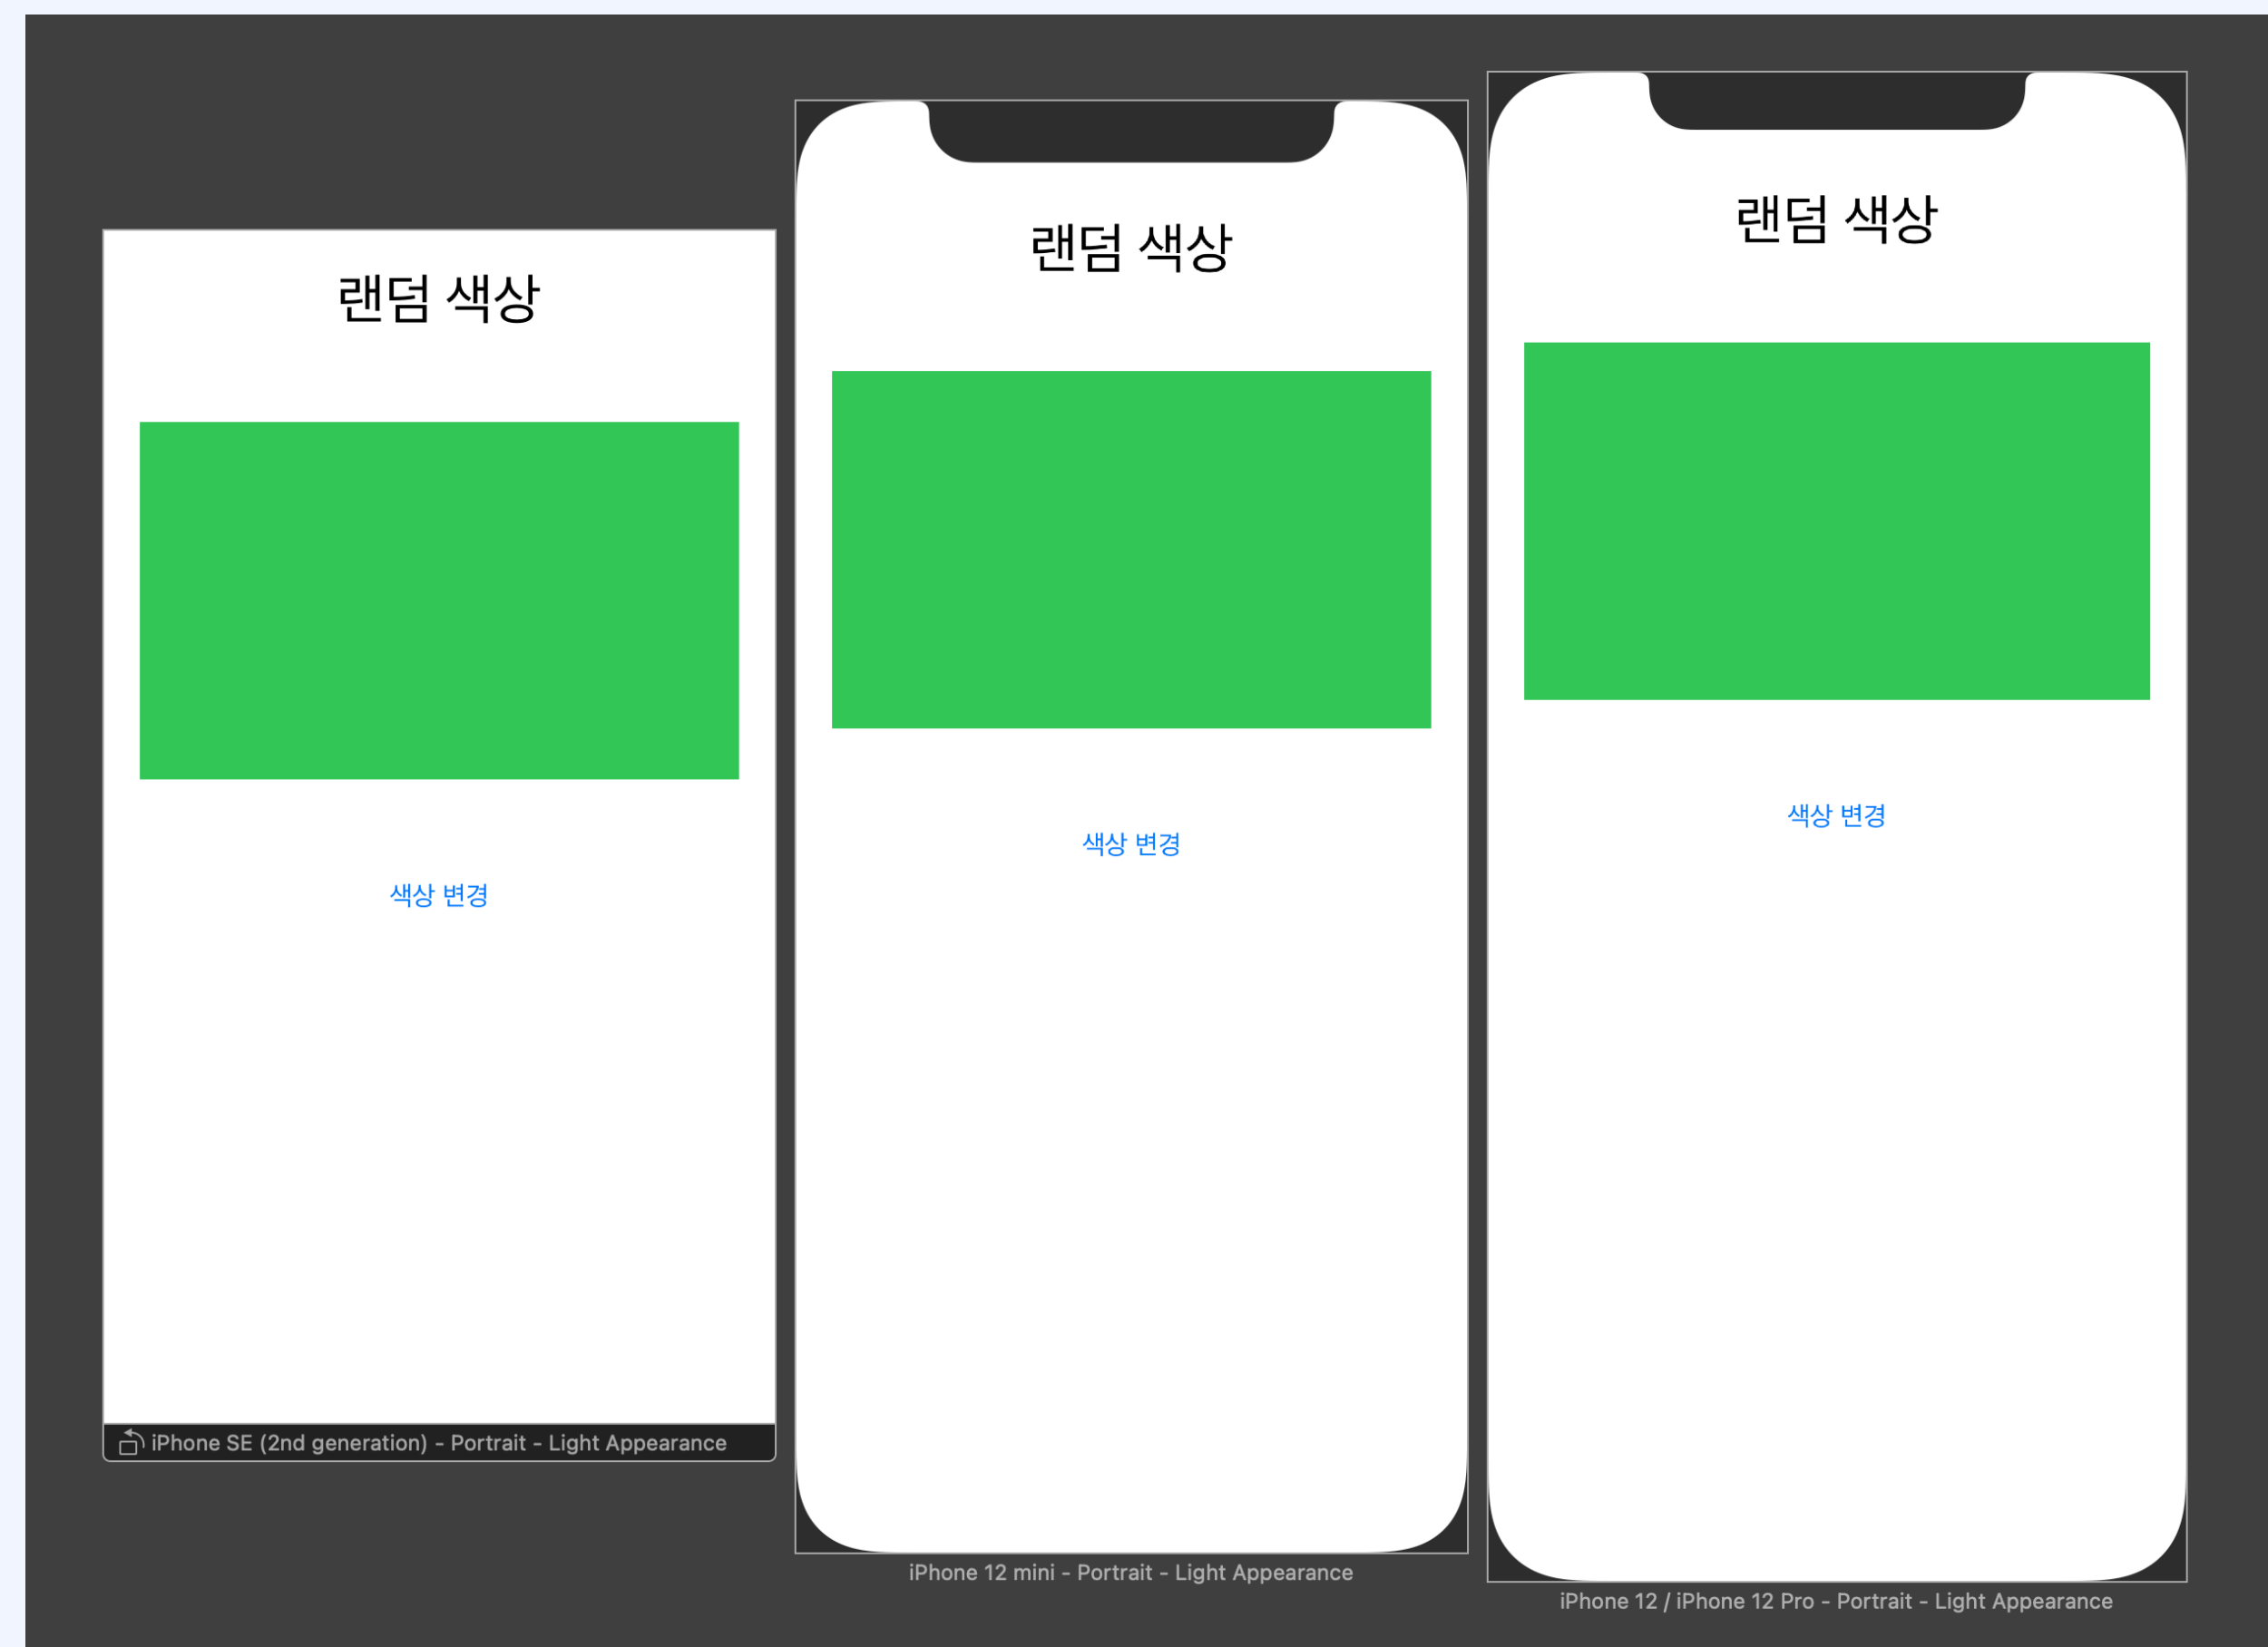 랜덤 색상
색상 변경
iPhone SE (2nd generation) - Portrait - Light Appearance
랜덤 색상
색상 변경
iPhone 12 mini - Portrait - Light Appearance
랜덤 색상
색상 변경
iPhone 12 / iPhone 12 Pro - Portrait - Light Appearance